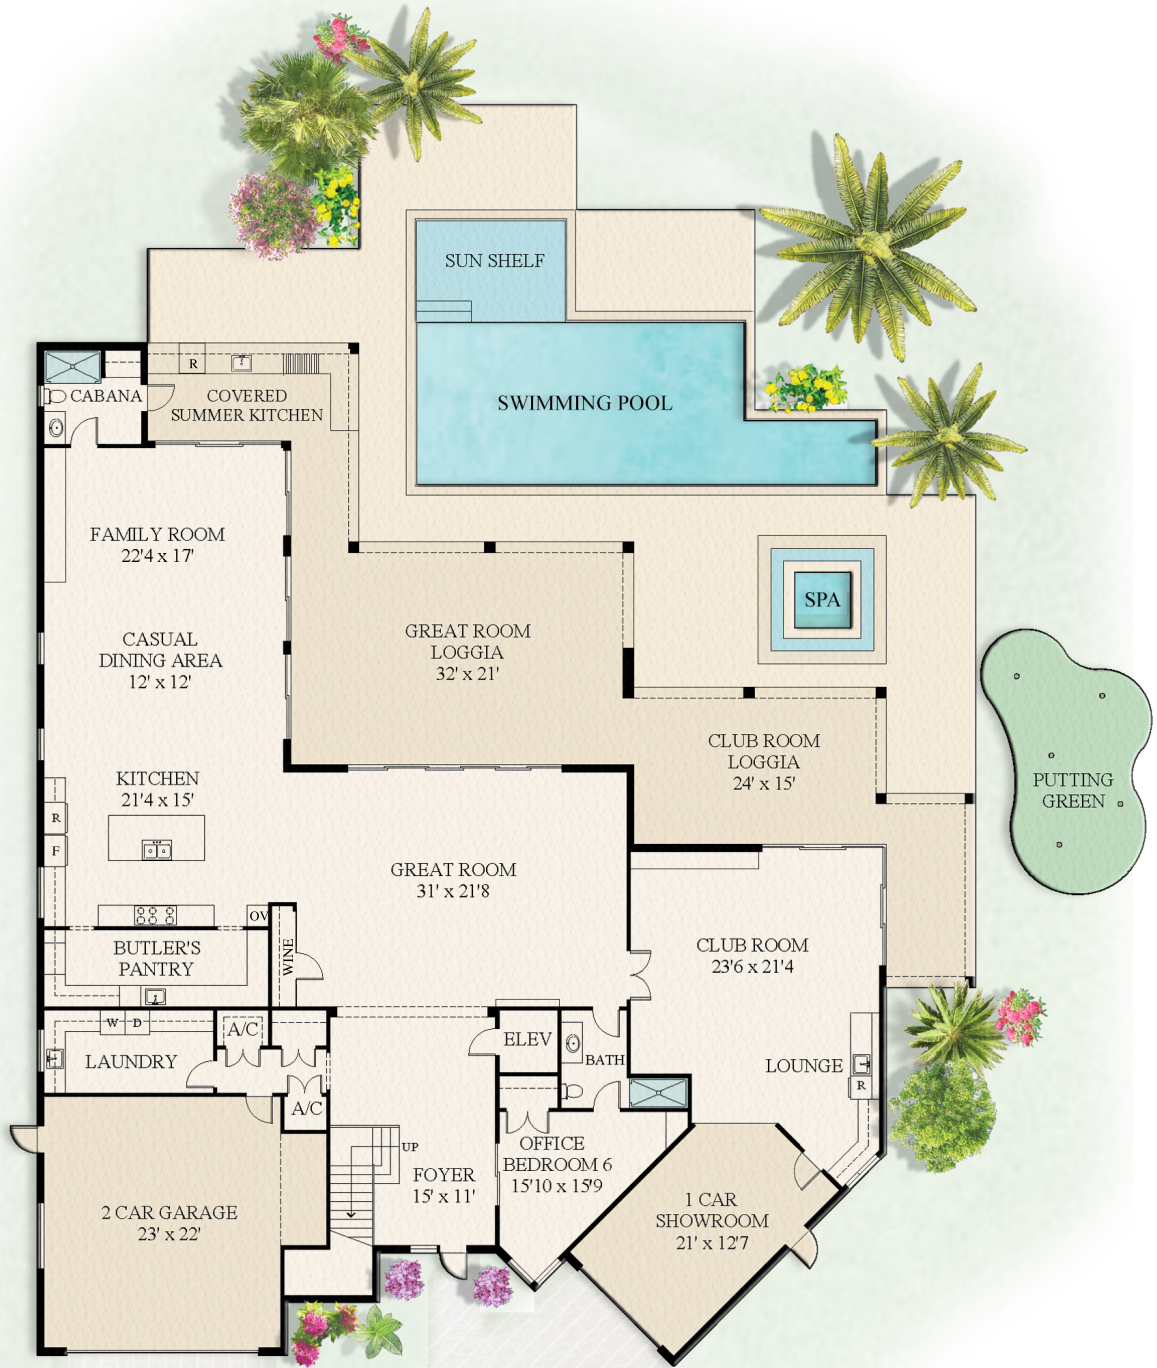 SUN SHELF
R
CABANA
COVERED
SUMMER KITCHEN
SWIMMING POOL
FAMILY ROOM
22'4 x 17'
SPA
GREAT ROOM
LOGGIA
32' x 21'
CASUAL
DINING AREA
12' x 12'
CLUB ROOM
LOGGIA
24' x 15'
KITCHEN
21'4 x 15'
PUTTING
GREEN
R
F
GREAT ROOM
31' x 21'8
OV
BUTLER'S
PANTRY
WINE
CLUB ROOM
23'6 x 21'4
W D
A/C
LAUNDRY
ELEV
BATH
LOUNGE
R
A/C
UP
OFFICE
BEDROOM 6
15'10 x 15'9
FOYER
15' x 11'
2 CAR GARAGE
23' x 22'
1 CAR
SHOWROOM
21' x 12'7